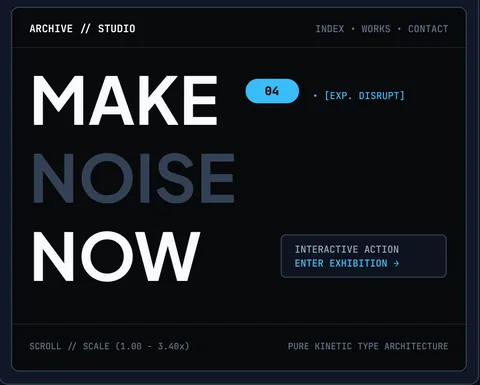 ARCHIVE // STUDIO
INDEX • WORKS • CONTACT
MAKE
04
• [EXP. DISRUPT]
NOISE
NOW
INTERACTIVE ACTION
ENTER EXHIBITION →
SCROLL // SCALE (1.00 - 3.40x)
PURE KINETIC TYPE ARCHITECTURE